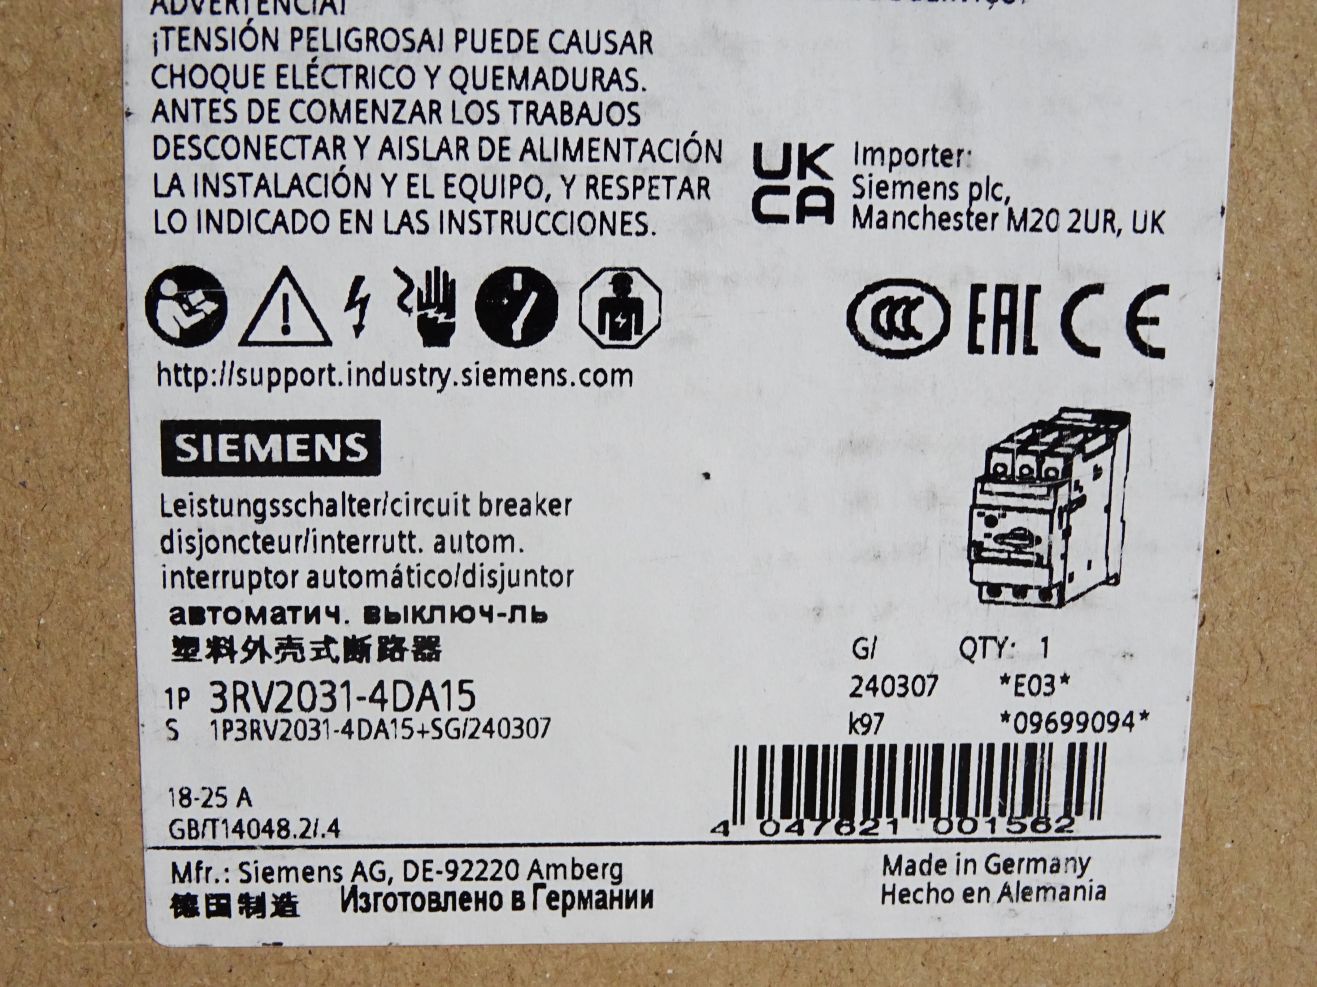 ADVERTENCIA!
¡TENSIÓN PELIGROSA! PUEDE CAUSAR
CHOQUE ELÉCTRICO Y QUEMADURAS.
ANTES DE COMENZAR LOS TRABAJOS
DESCONECTAR Y AISLAR DE ALIMENTACIÓN
LA INSTALACIÓN Y EL EQUIPO, Y RESPETAR
LO INDICADO EN LAS INSTRUCCIONES.
UK
CA
Importer:
Siemens plc,
Manchester M20 2UR, UK
CCC EAC CE
http://support.industry.siemens.com
SIEMENS
Leistungsschalter/circuit breaker
disjoncteur/interrutt. autom.
interruptor automático/disjuntor
автоматич. выключ-ль
塑料外壳式断路器
G/ QTY: 1
240307 *E03*
k97 *09699094*
1P 3RV2031-4DA15
S 1P3RV2031-4DA15+SG/240307
18-25 A
GB/T14048.2/.4
4 047621 001562
Mfr.: Siemens AG, DE-92220 Amberg
德国制造 Изготовлено в Германии
Made in Germany
Hecho en Alemania